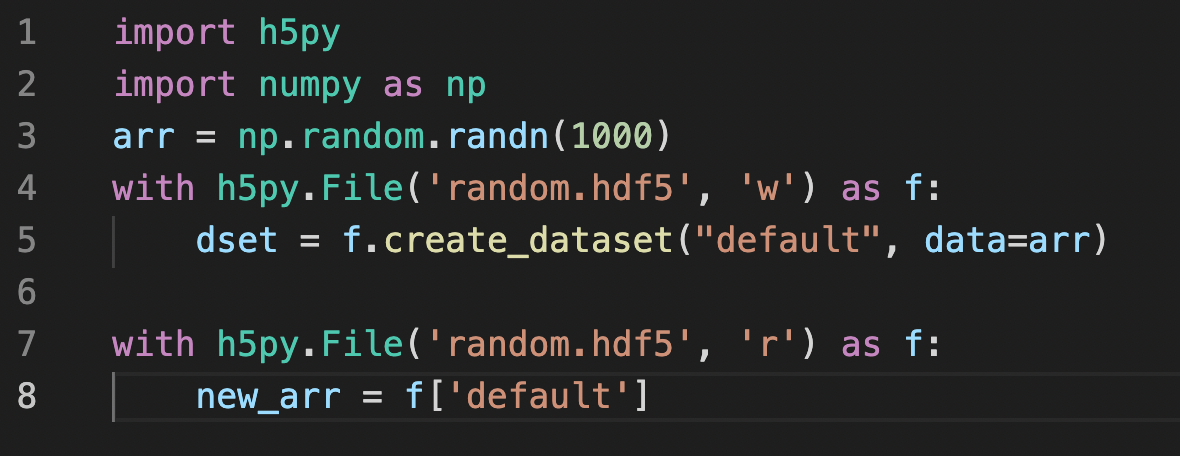 1 import h5py
2 import numpy as np
3 arr = np.random.randn(1000)
4 with h5py.File('random.hdf5', 'w') as f:
5     dset = f.create_dataset("default", data=arr)
6
7 with h5py.File('random.hdf5', 'r') as f:
8     new_arr = f['default']